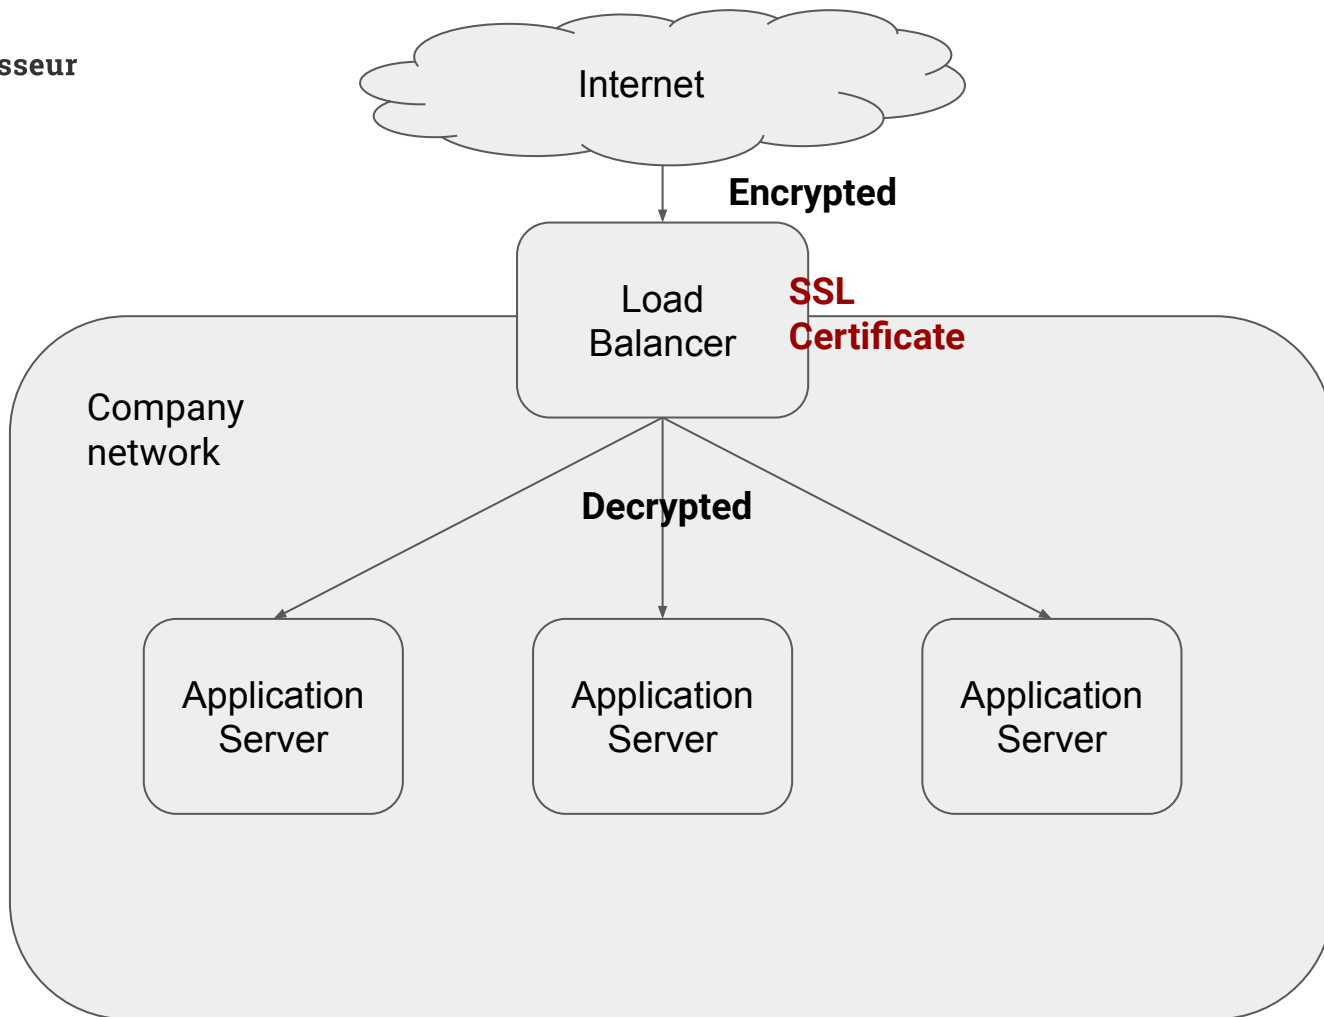 sseur
Internet
Encrypted
Load
Balancer
SSL
Certificate
Company
network
Decrypted
Application
Server
Application
Server
Application
Server